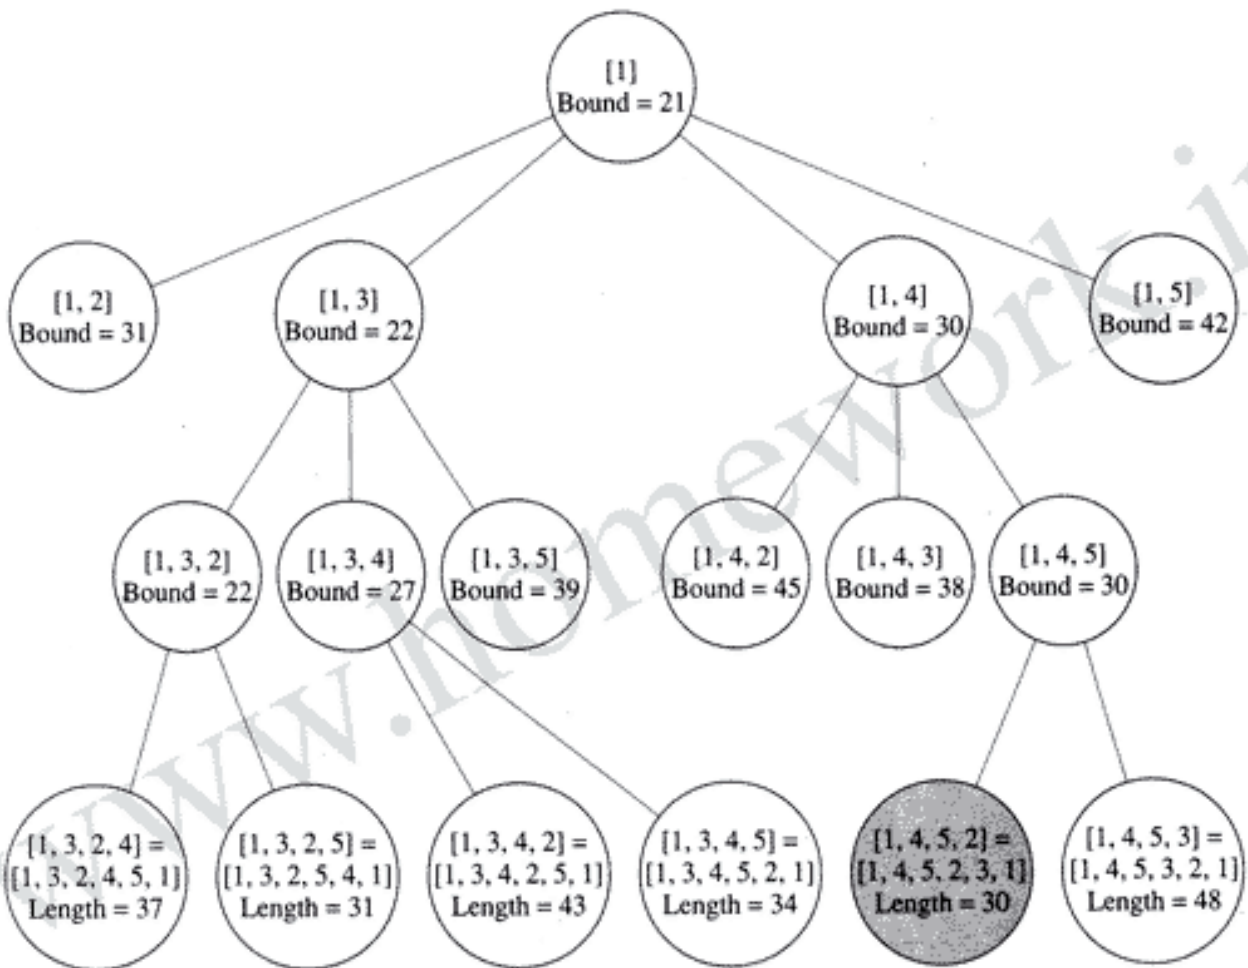 [1]
Bound = 21
[1, 2]
Bound = 31
[1, 3]
Bound = 22
[1, 4]
Bound = 30
[1, 5]
Bound = 42
[1, 3, 2]
Bound = 22
[1, 3, 4]
Bound = 27
[1, 3, 5]
Bound = 39
[1, 4, 2]
Bound = 45
[1, 4, 3]
Bound = 38
[1, 4, 5]
Bound = 30
[1, 3, 2, 4] =
[1, 3, 2, 4, 5, 1]
Length = 37
[1, 3, 2, 5] =
[1, 3, 2, 5, 4, 1]
Length = 31
[1, 3, 4, 2] =
[1, 3, 4, 2, 5, 1]
Length = 43
[1, 3, 4, 5] =
[1, 3, 4, 5, 2, 1]
Length = 34
[1, 4, 5, 2] =
[1, 4, 5, 2, 3, 1]
Length = 30
[1, 4, 5, 3] =
[1, 4, 5, 3, 2, 1]
Length = 48
www.homework.i